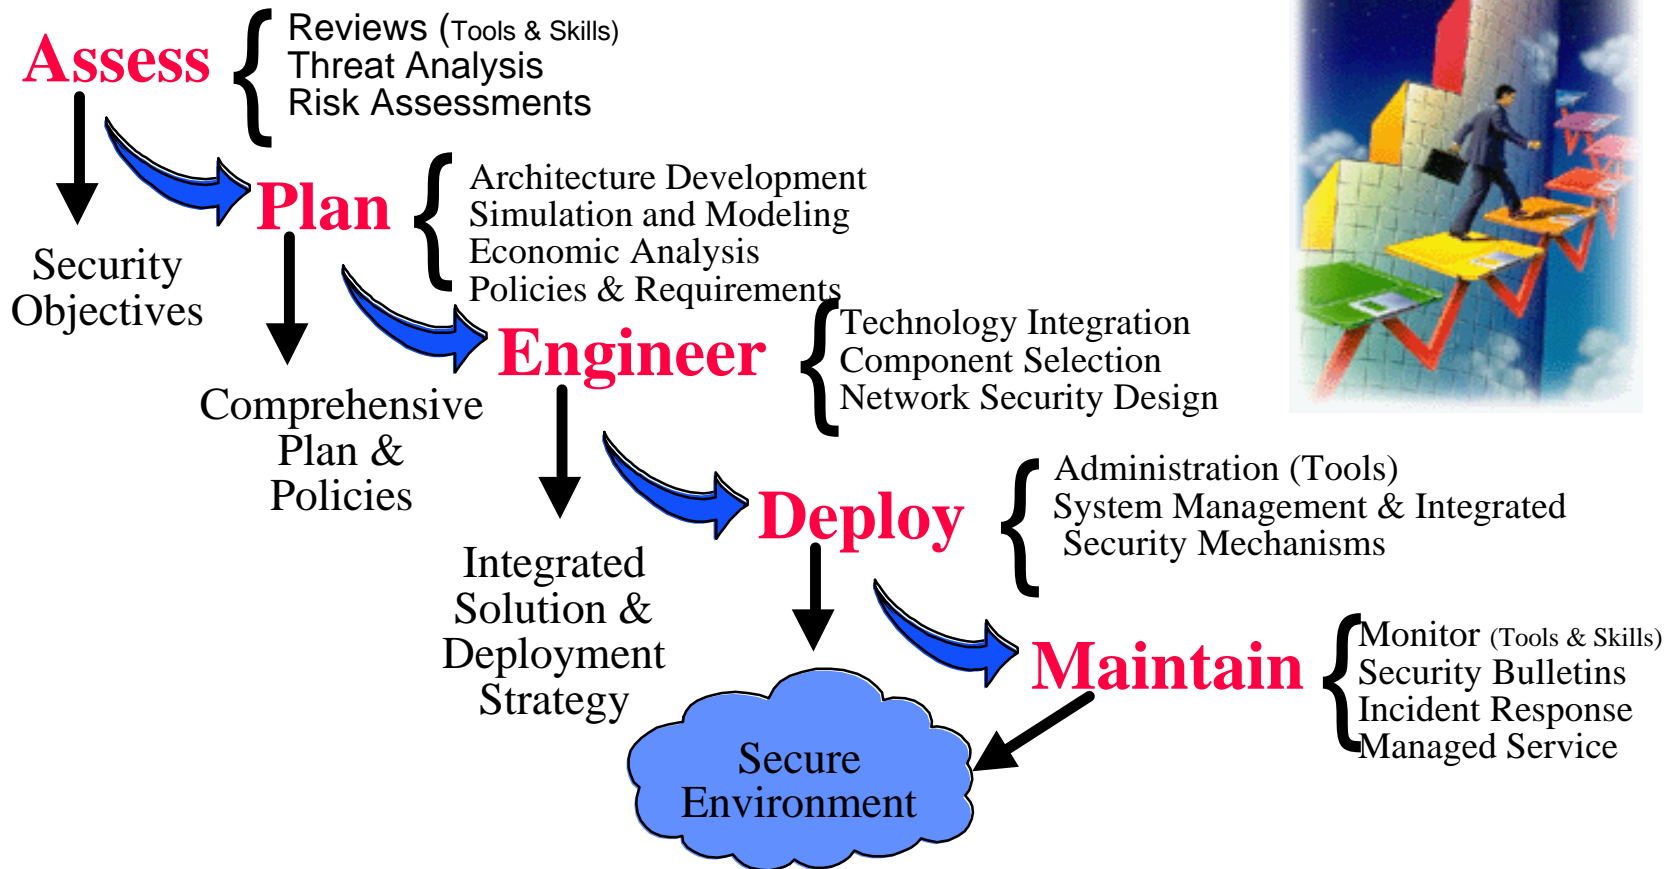 Assess
Reviews (Tools & Skills)
Threat Analysis
Risk Assessments
Security
Objectives
Plan
Architecture Development
Simulation and Modeling
Economic Analysis
Policies & Requirements
Comprehensive
Plan &
Policies
Engineer
Technology Integration
Component Selection
Network Security Design
Integrated
Solution &
Deployment
Strategy
Deploy
Administration (Tools)
System Management & Integrated
Security Mechanisms
Secure
Environment
Maintain
Monitor (Tools & Skills)
Security Bulletins
Incident Response
Managed Service